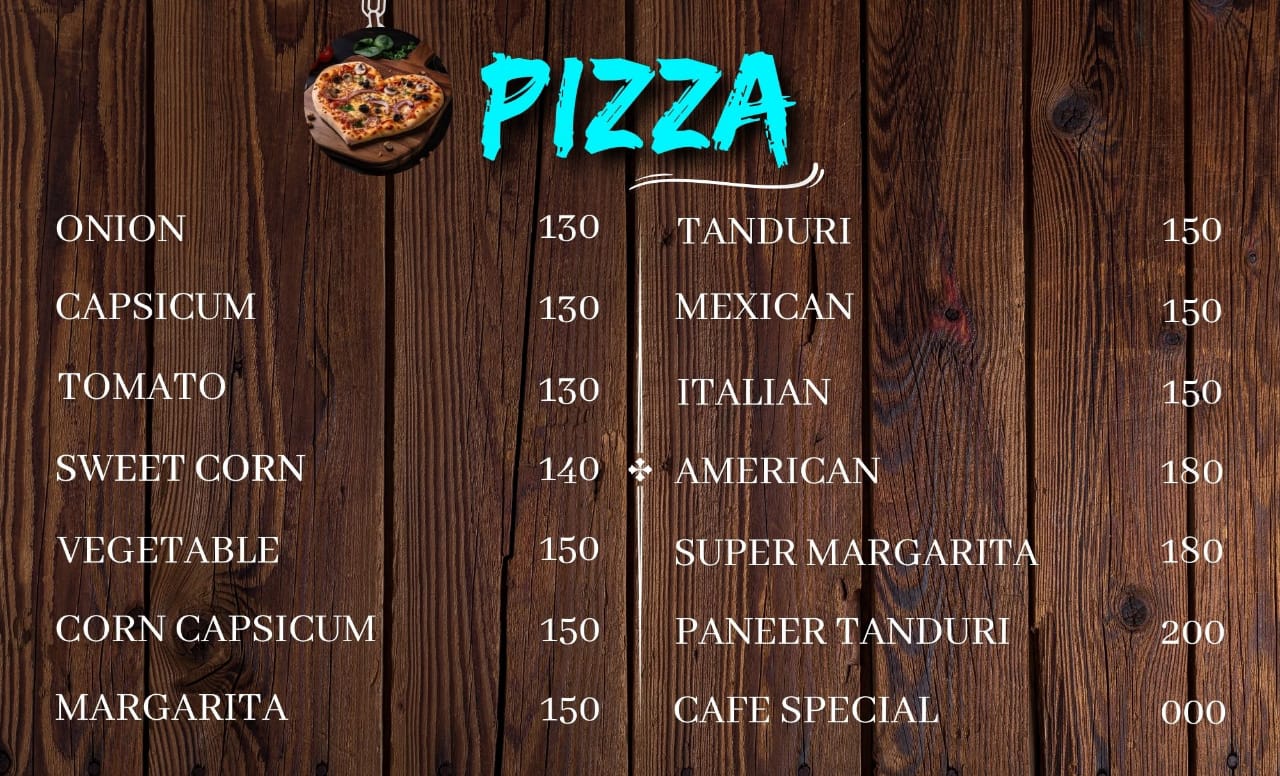 PIZZA
ONION 130
CAPSICUM 130
TOMATO 130
SWEET CORN 140
VEGETABLE 150
CORN CAPSICUM 150
MARGARITA 150
TANDURI 150
MEXICAN 150
ITALIAN 150
AMERICAN 180
SUPER MARGARITA 180
PANEER TANDURI 200
CAFE SPECIAL 000